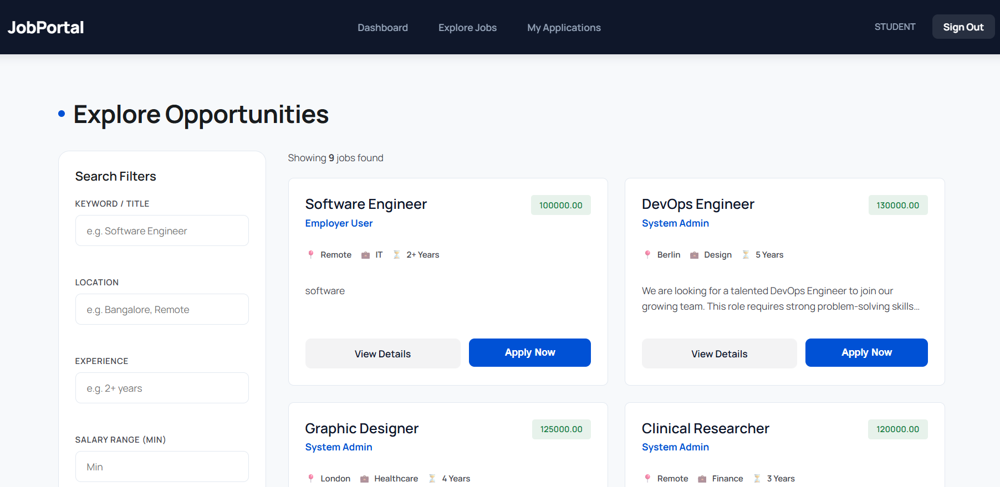 JobPortal
Dashboard
Explore Jobs
My Applications
STUDENT
Sign Out
Explore Opportunities
Search Filters
KEYWORD / TITLE
e.g. Software Engineer
LOCATION
e.g. Bangalore, Remote
EXPERIENCE
e.g. 2+ years
SALARY RANGE (MIN)
Min
Showing 9 jobs found
Software Engineer
100000.00
Employer User
Remote IT 2+ Years
software
View Details
Apply Now
DevOps Engineer
130000.00
System Admin
Berlin Design 5 Years
We are looking for a talented DevOps Engineer to join our
growing team. This role requires strong problem-solving skills...
View Details
Apply Now
Graphic Designer
125000.00
System Admin
London Healthcare 4 Years
Clinical Researcher
120000.00
System Admin
Remote Finance 3 Years